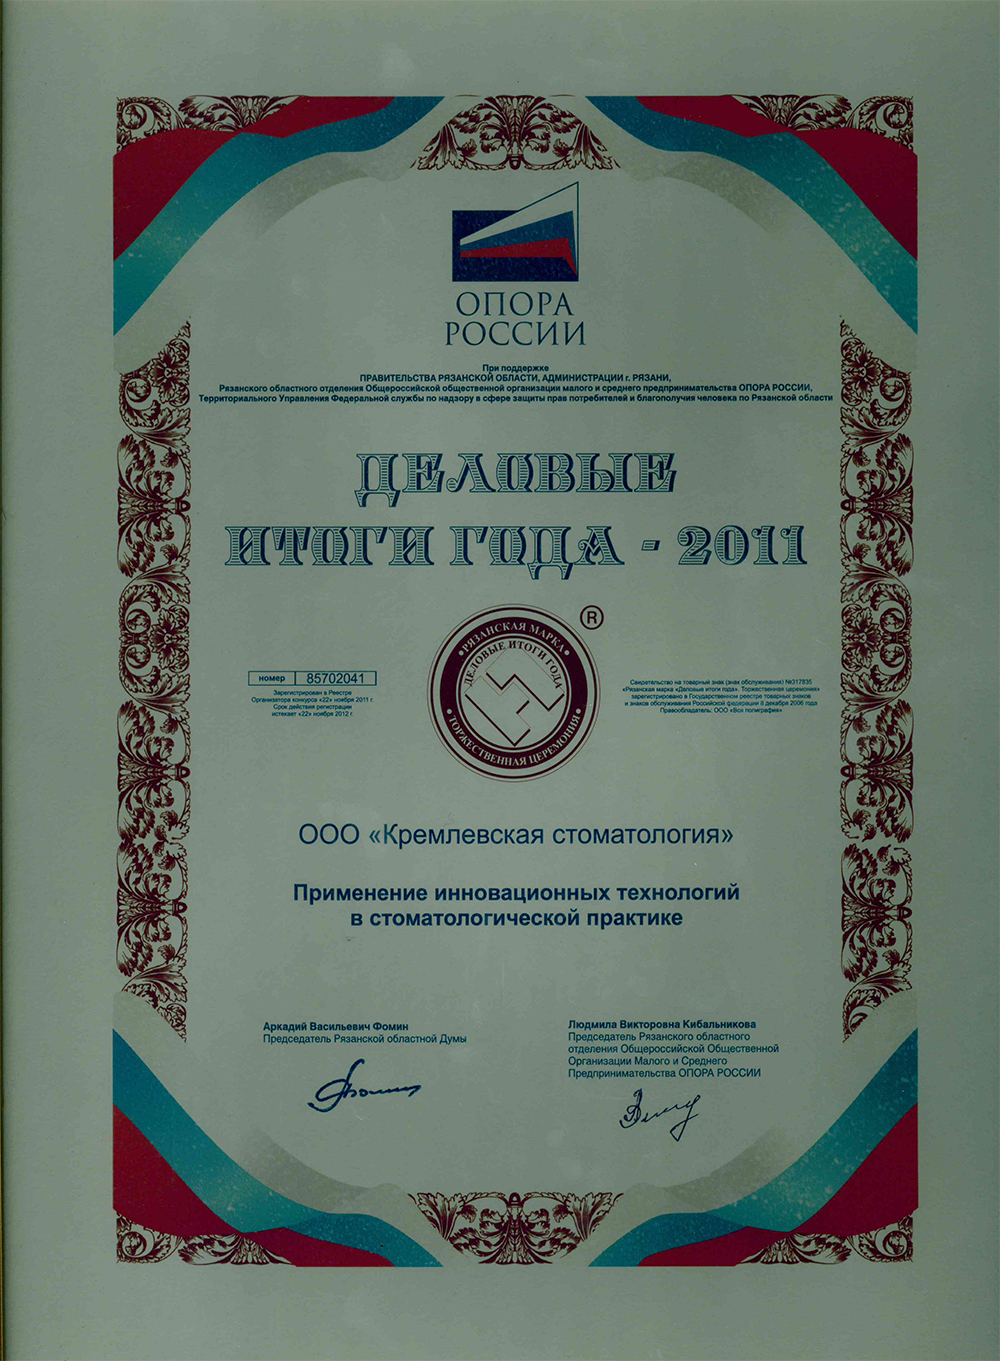 ОПОРА
РОССИИ
При поддержке
ПРАВИТЕЛЬСТВА РЯЗАНСКОЙ ОБЛАСТИ, АДМИНИСТРАЦИИ г. РЯЗАНИ,
Рязанского областного отделения Общероссийской общественной организации малого и среднего предпринимательства ОПОРА РОССИИ,
Территориального Управления Федеральной службы по надзору в сфере защиты прав потребителей и благополучия человека по Рязанской области
ДЕЛОВЫЕ
ИТОГИ ГОДА - 2011
®
• РЯЗАНСКАЯ МАРКА •
ДЕЛОВЫЕ ИТОГИ ГОДА
ТОРЖЕСТВЕННАЯ ЦЕРЕМОНИЯ
номер 85702041
Зарегистрирован в Реестре
Организатора конкурса «22» ноября 2011 г.
Срок действия регистрации
истекает «22» ноября 2012 г.
Свидетельство на товарный знак (знак обслуживания) №317835
«Рязанская марка «Деловые итоги года». Торжественная церемония»
зарегистрировано в Государственном реестре товарных знаков
и знаков обслуживания Российской федерации 8 декабря 2006 года
Правообладатель: ООО «Вся полиграфия»
ООО «Кремлевская стоматология»
Применение инновационных технологий
в стоматологической практике
Аркадий Васильевич Фомин
Председатель Рязанской областной Думы
Людмила Викторовна Кибальникова
Председатель Рязанского областного
отделения Общероссийской Общественной
Организации Малого и Среднего
Предпринимательства ОПОРА РОССИИ